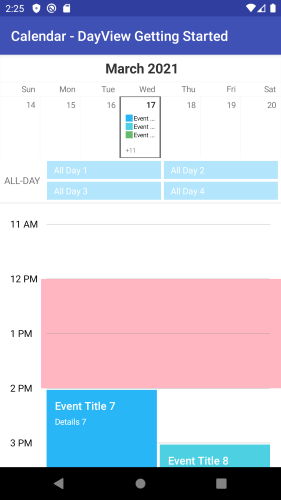 2:25
Calendar - DayView Getting Started
March 2021
Sun Mon Tue Wed Thu Fri Sat
14 15 16 17 18 19 20
Event ...
Event ...
Event ...
+11
ALL-DAY
All Day 1 All Day 2
All Day 3 All Day 4
11 AM
12 PM
1 PM
2 PM
Event Title 7
Details 7
3 PM
Event Title 8